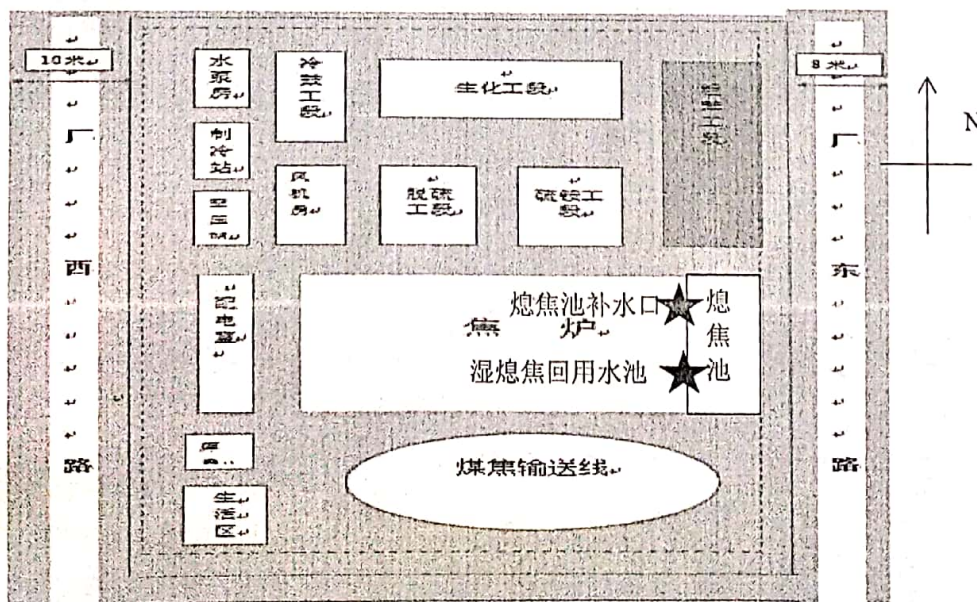 10米
8米
N
水泵房
冷鼓工段
生化工段
制冷站
风机房
脱硫工段
硫铵工段
空压站
厂西路
厂东路
配电室
焦 炉
熄焦池补水口
熄焦池
湿熄焦回用水池
煤焦输送线
生活区